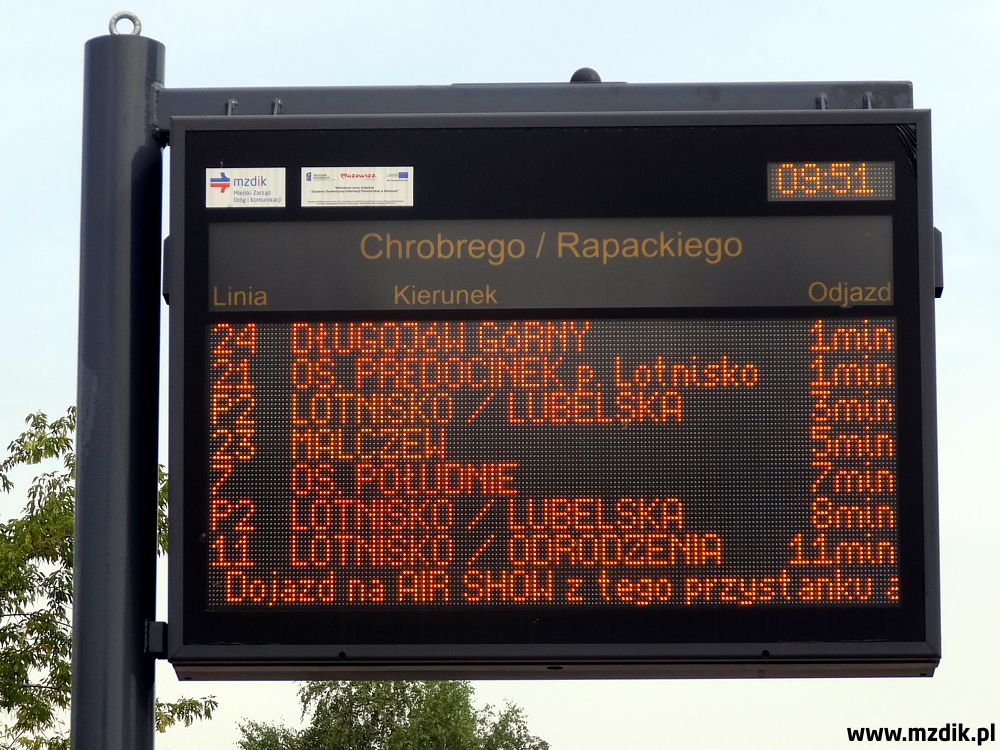 mzdik
Miejski Zarząd
Dróg i Komunikacji
Mazowsze
09:51
Chrobrego / Rapackiego
Linia Kierunek Odjazd
24 DŁUGOJÓW GÓRNY 1min
21 OS. PRĘDOCINEK p. Lotnisko 1min
P2 LOTNISKO / LUBELSKA 3min
23 MALCZEW 5min
7 OS. POŁUDNIE 7min
P2 LOTNISKO / LUBELSKA 8min
11 LOTNISKO / ODRODZENIA 11min
Dojazd na AIR SHOW z tego przystanku a
www.mzdik.pl